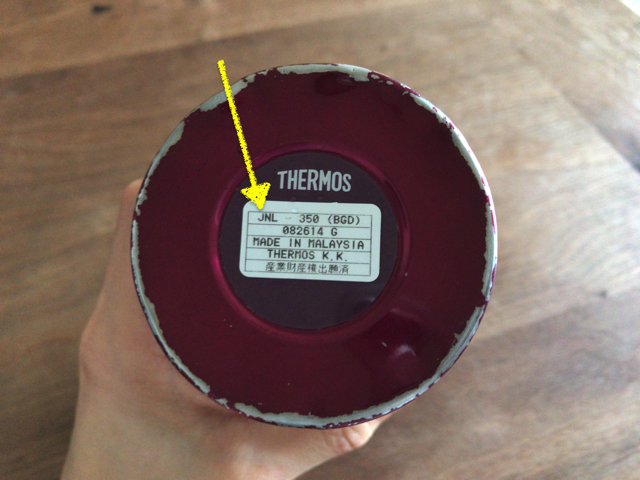 THERMOS
JNL - 350 (BGD)
082614 G
MADE IN MALAYSIA
THERMOS K.K.
産業財産権出願済